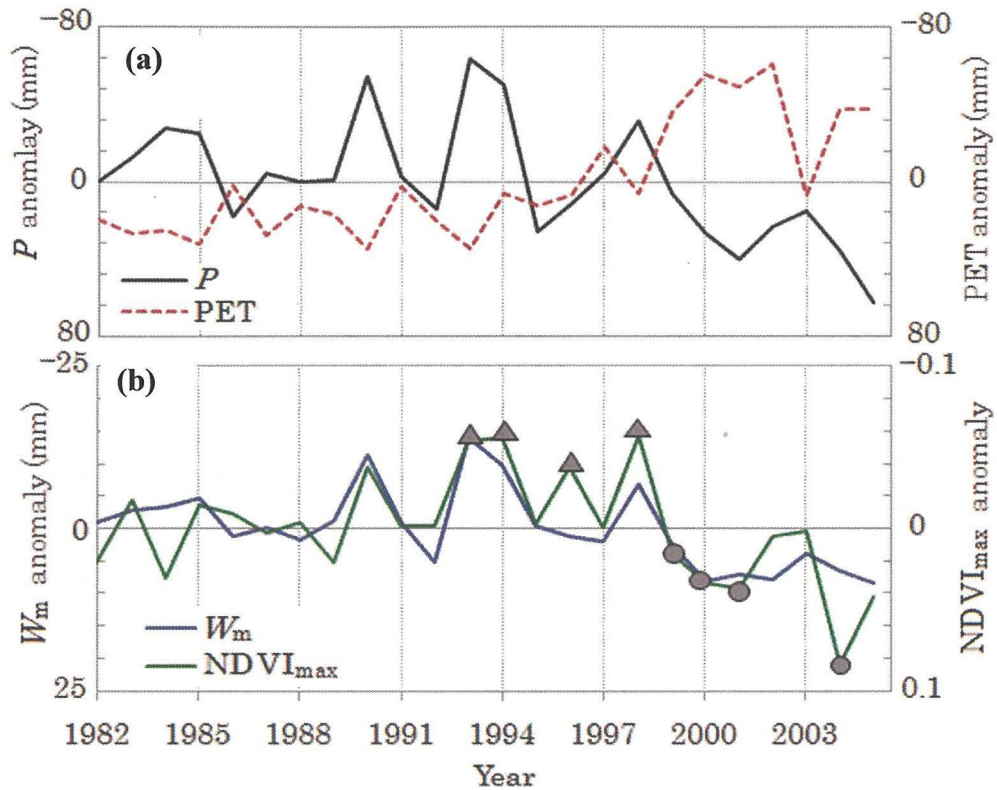 −80
−80
(a)
P anomlay (mm)
PET anomaly (mm)
0
0
P
PET
80
80
−25
−0.1
(b)
Wm anomaly (mm)
NDVImax anomaly
0
0
Wm
NDVImax
25
0.1
1982 1985 1988 1991 1994 1997 2000 2003
Year